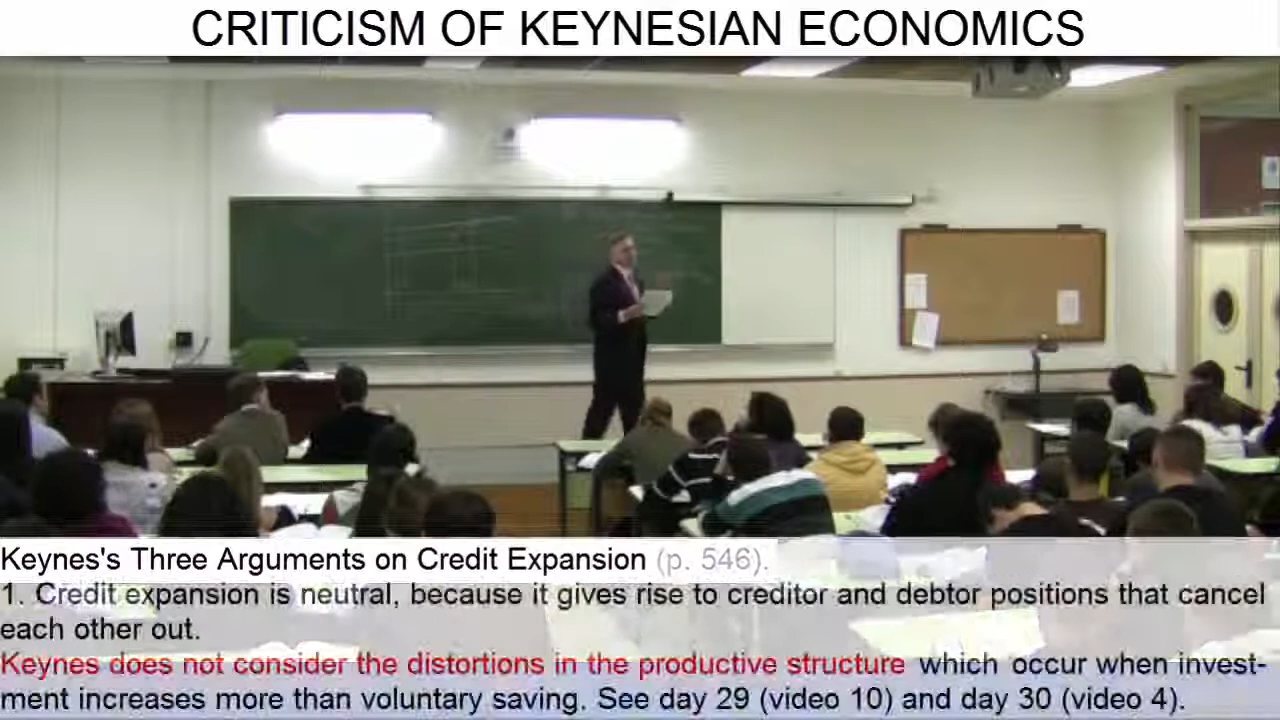 CRITICISM OF KEYNESIAN ECONOMICS
Keynes's Three Arguments on Credit Expansion (p. 546).
1. Credit expansion is neutral, because it gives rise to creditor and debtor positions that cancel
each other out.
Keynes does not consider the distortions in the productive structure which occur when invest-
ment increases more than voluntary saving. See day 29 (video 10) and day 30 (video 4).